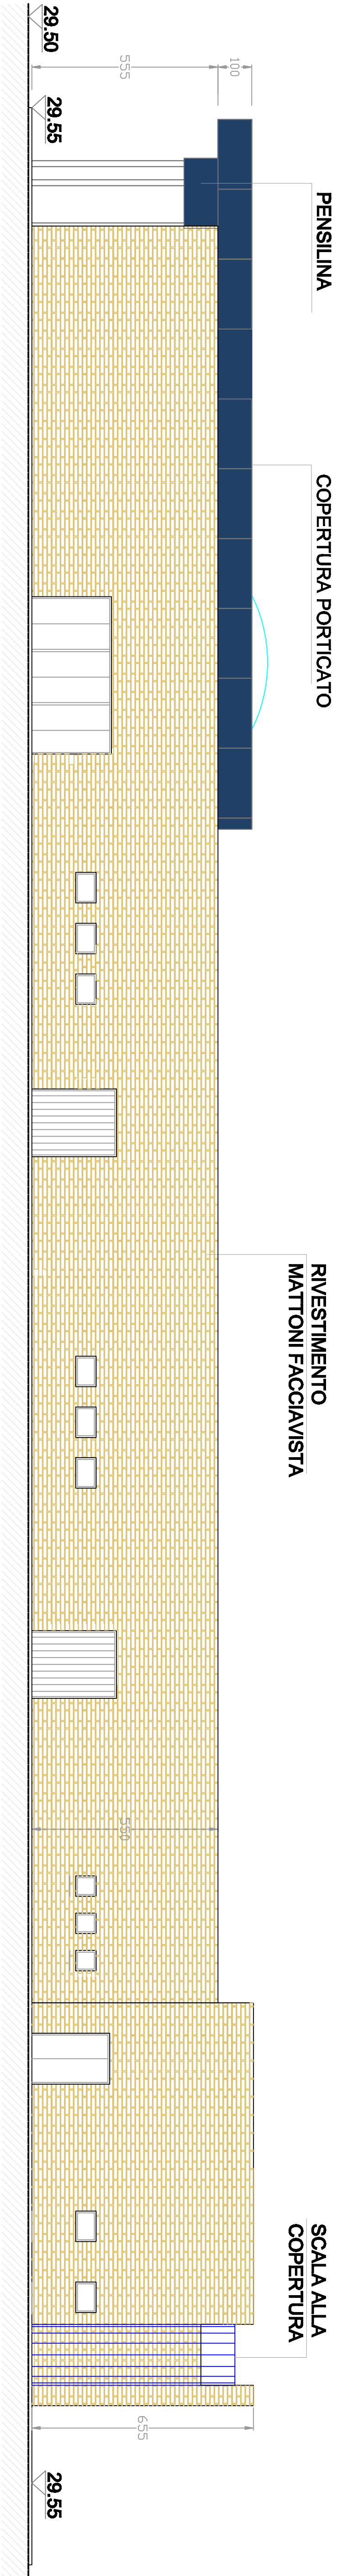 29.50
29.55
555
100
PENSILINA
COPERTURA PORTICATO
RIVESTIMENTO
MATTONI FACCIAVISTA
550
SCALA ALLA
COPERTURA
655
29.55